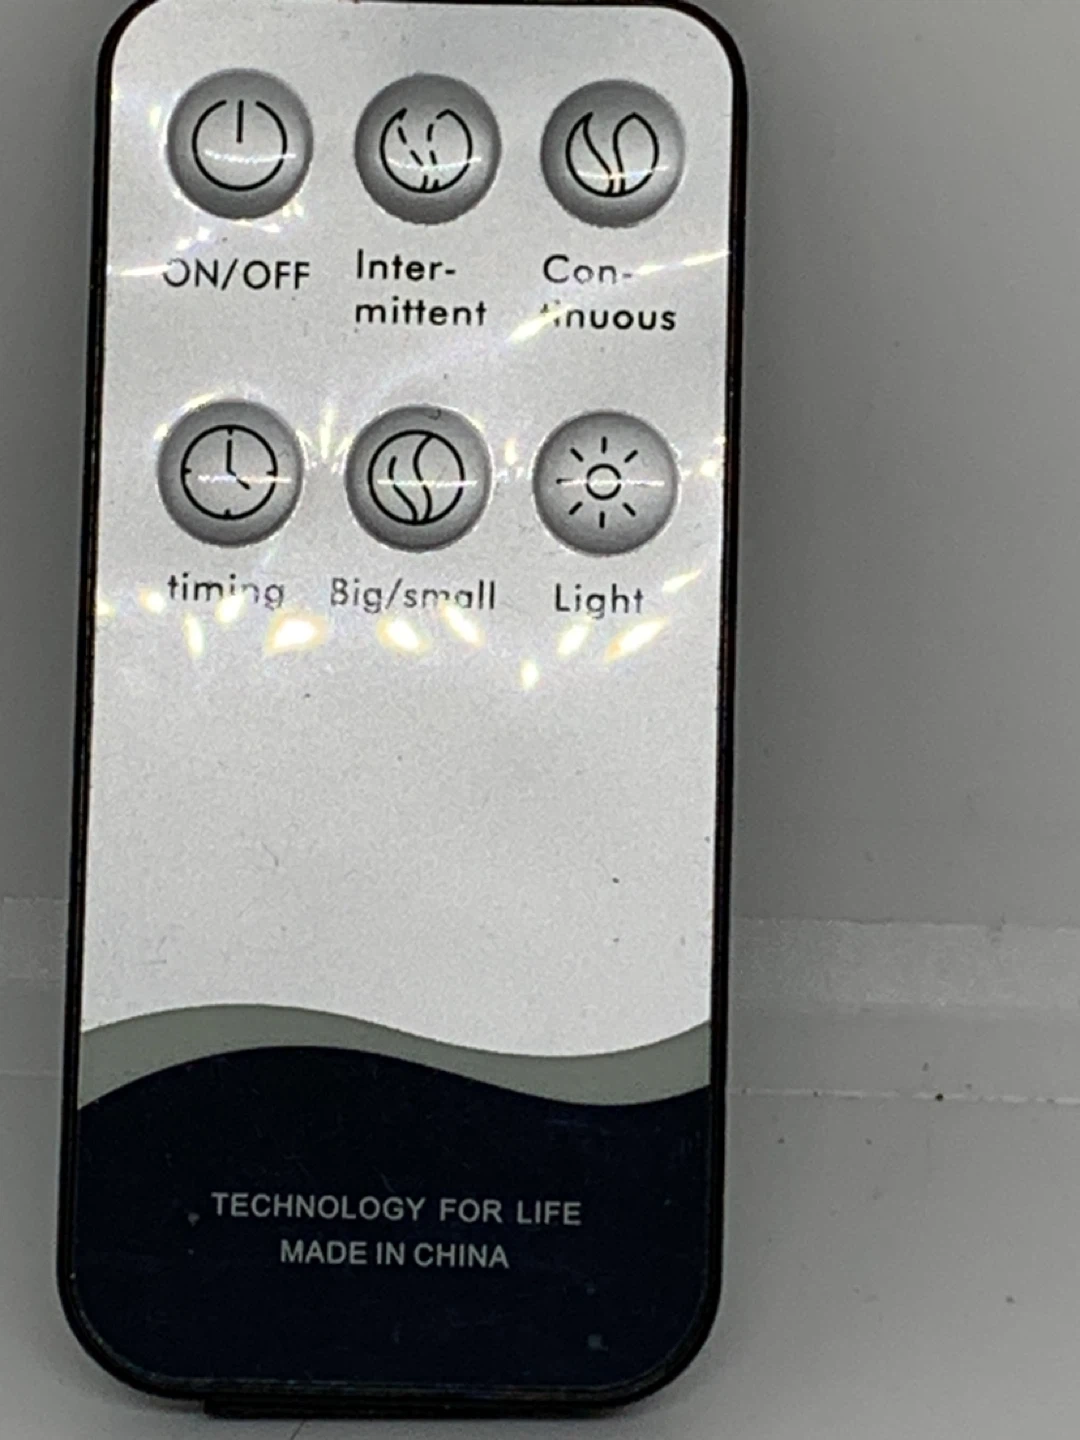 ON/OFF Inter- Con-
mittent tinuous
timing Big/small Light
TECHNOLOGY FOR LIFE
MADE IN CHINA